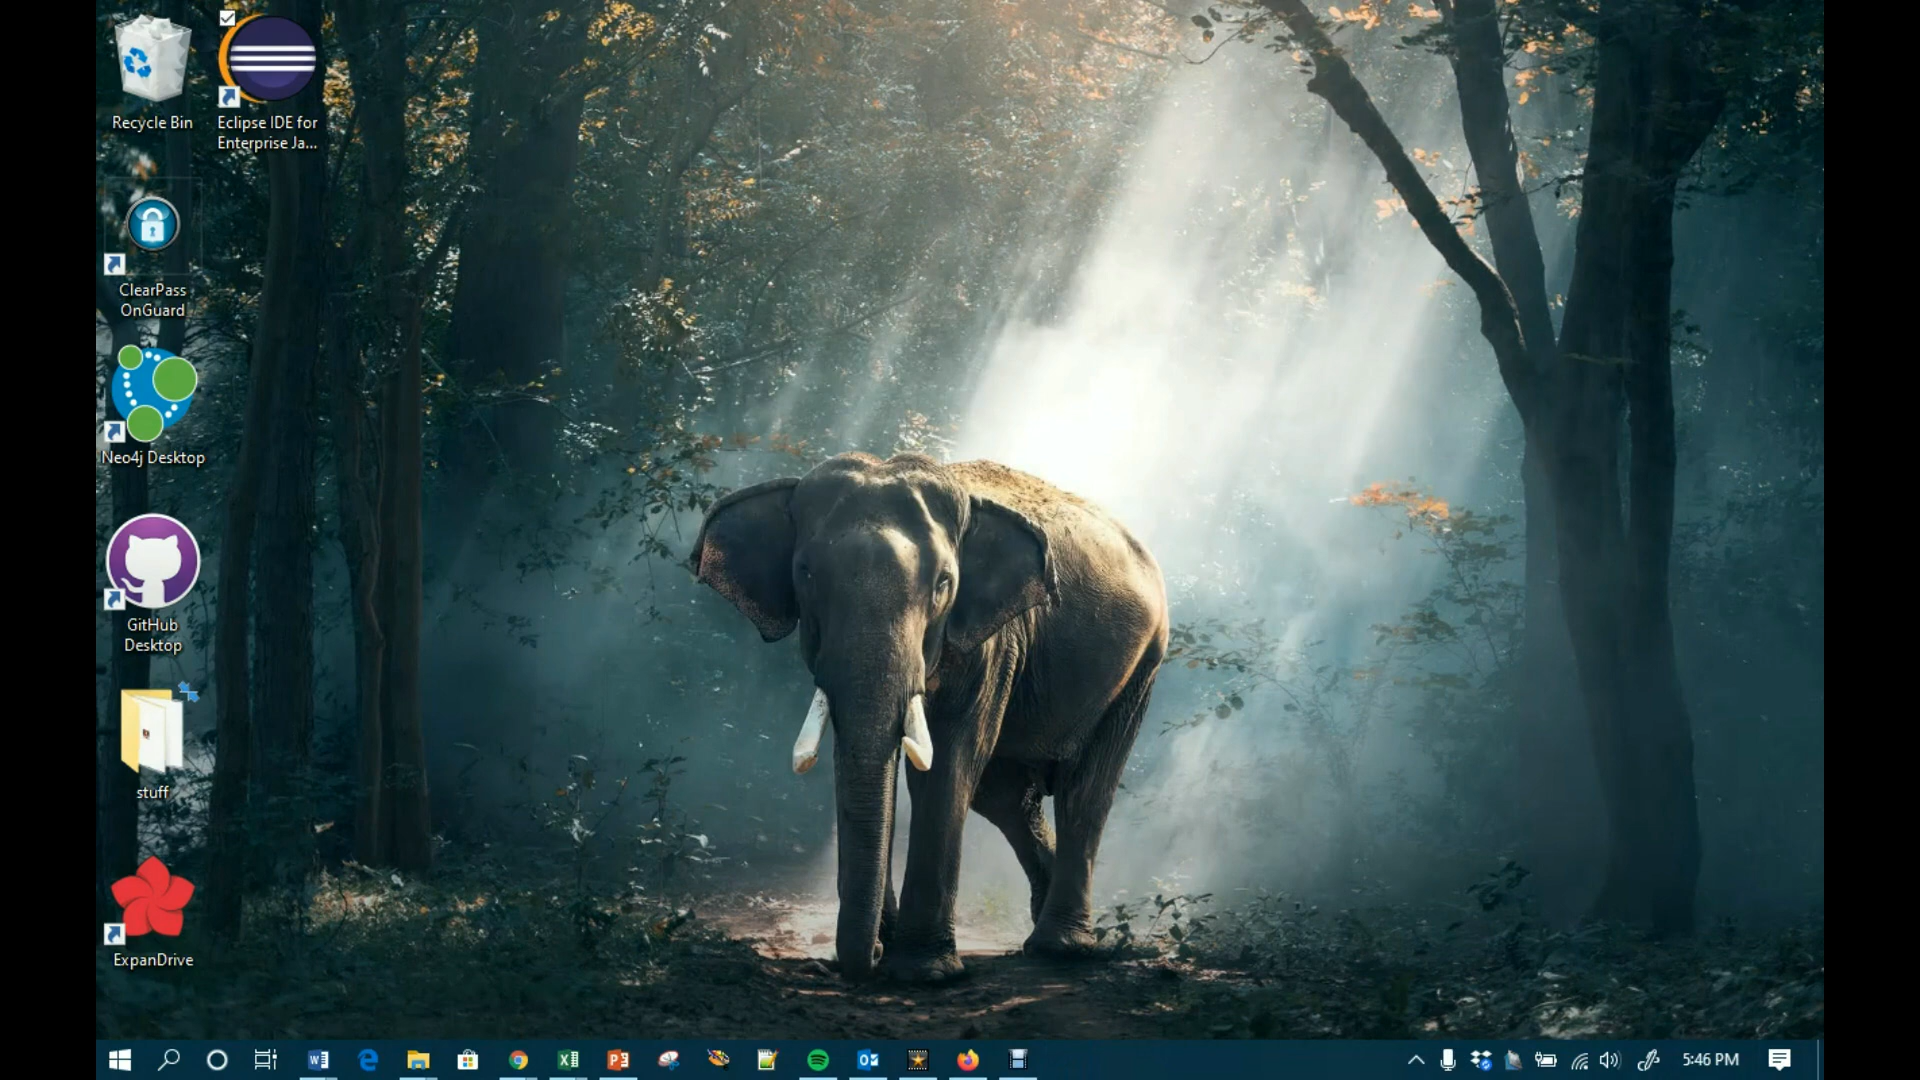 Recycle Bin
Eclipse IDE for
Enterprise Ja...
ClearPass
OnGuard
Neo4j Desktop
GitHub
Desktop
stuff
ExpanDrive
5:46 PM